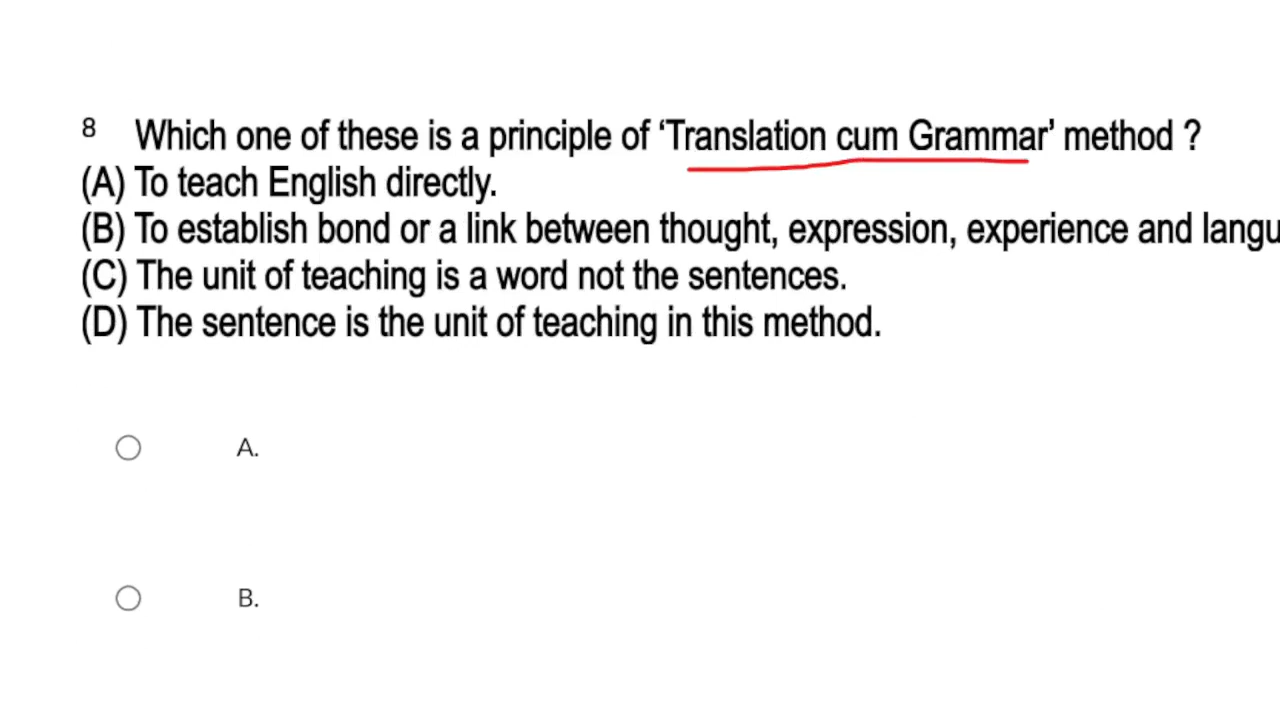 8 Which one of these is a principle of ‘Translation cum Grammar’ method ?
(A) To teach English directly.
(B) To establish bond or a link between thought, expression, experience and langu
(C) The unit of teaching is a word not the sentences.
(D) The sentence is the unit of teaching in this method.
A.
B.